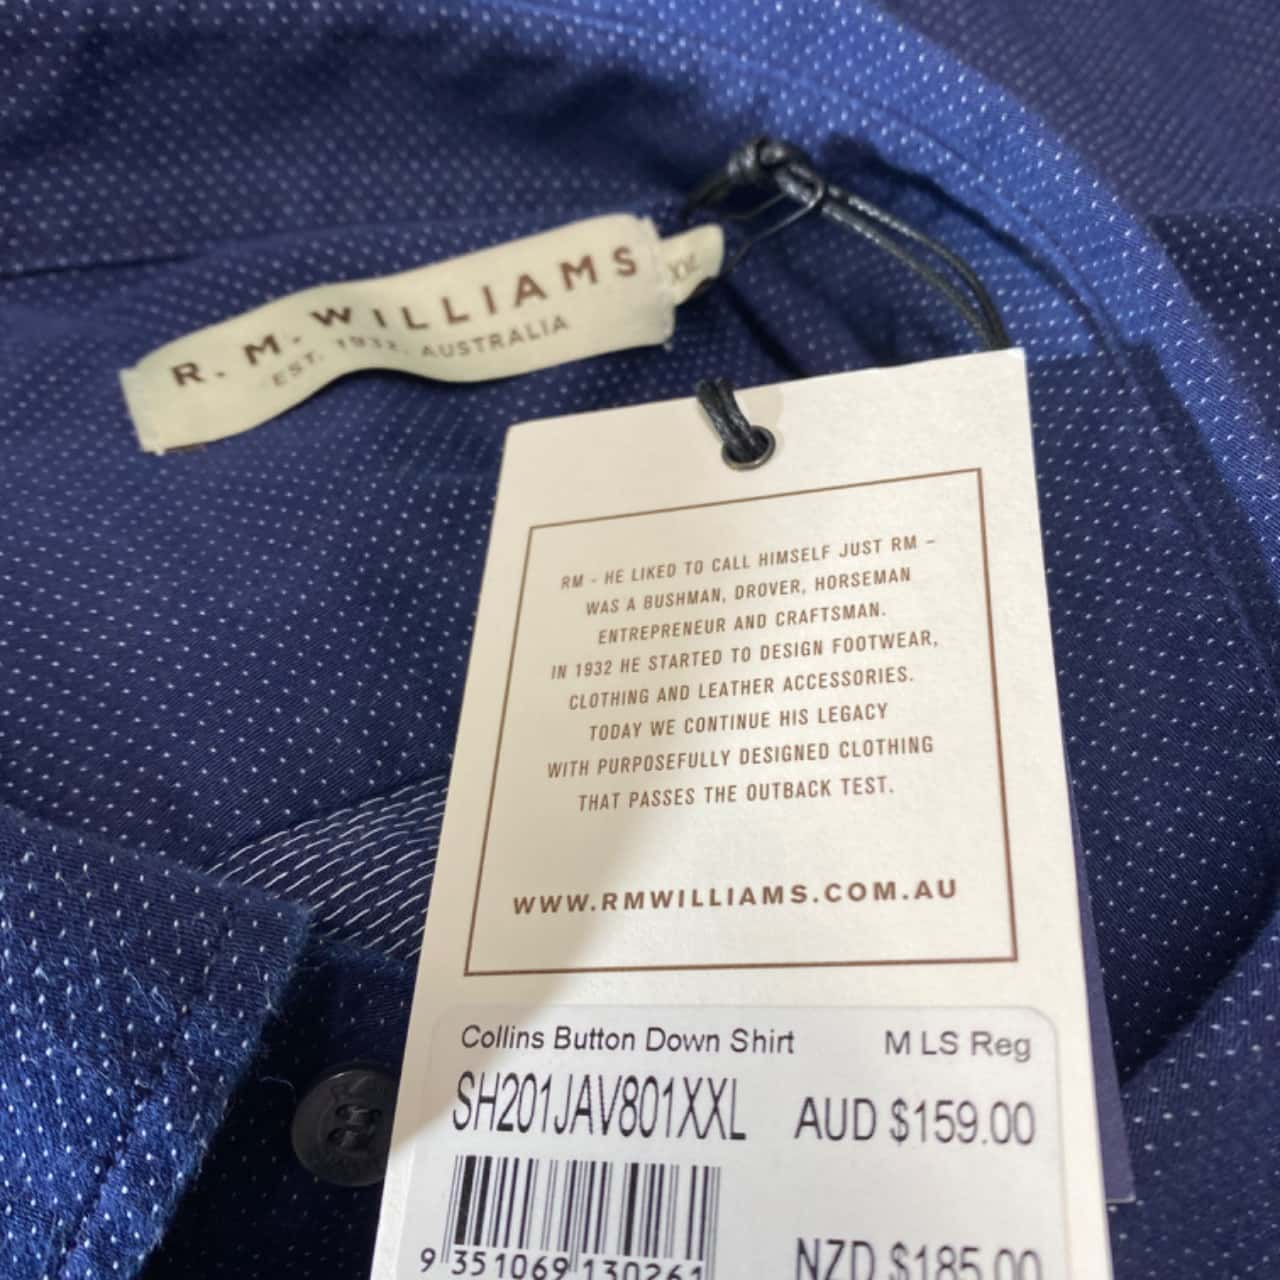 R. M. WILLIAMS
EST. 1932. AUSTRALIA
XXL
RM - HE LIKED TO CALL HIMSELF JUST RM -
WAS A BUSHMAN, DROVER, HORSEMAN
ENTREPRENEUR AND CRAFTSMAN.
IN 1932 HE STARTED TO DESIGN FOOTWEAR,
CLOTHING AND LEATHER ACCESSORIES.
TODAY WE CONTINUE HIS LEGACY
WITH PURPOSEFULLY DESIGNED CLOTHING
THAT PASSES THE OUTBACK TEST.
WWW.RMWILLIAMS.COM.AU
Collins Button Down Shirt M LS Reg
SH201JAV801XXL AUD $159.00
9 351069 130261 NZD $185.00